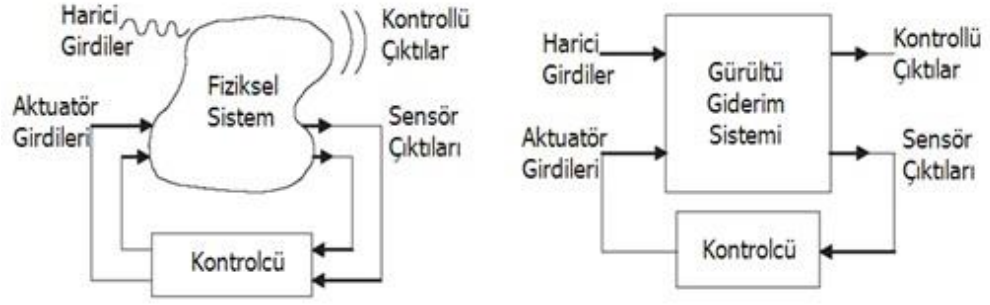 Harici
Girdiler
Kontrollü
Çıktılar
Fiziksel
Sistem
Aktuatör
Girdileri
Sensör
Çıktıları
Kontrolcü
Harici
Girdiler
Gürültü
Giderim
Sistemi
Kontrollü
Çıktılar
Aktuatör
Girdileri
Sensör
Çıktıları
Kontrolcü